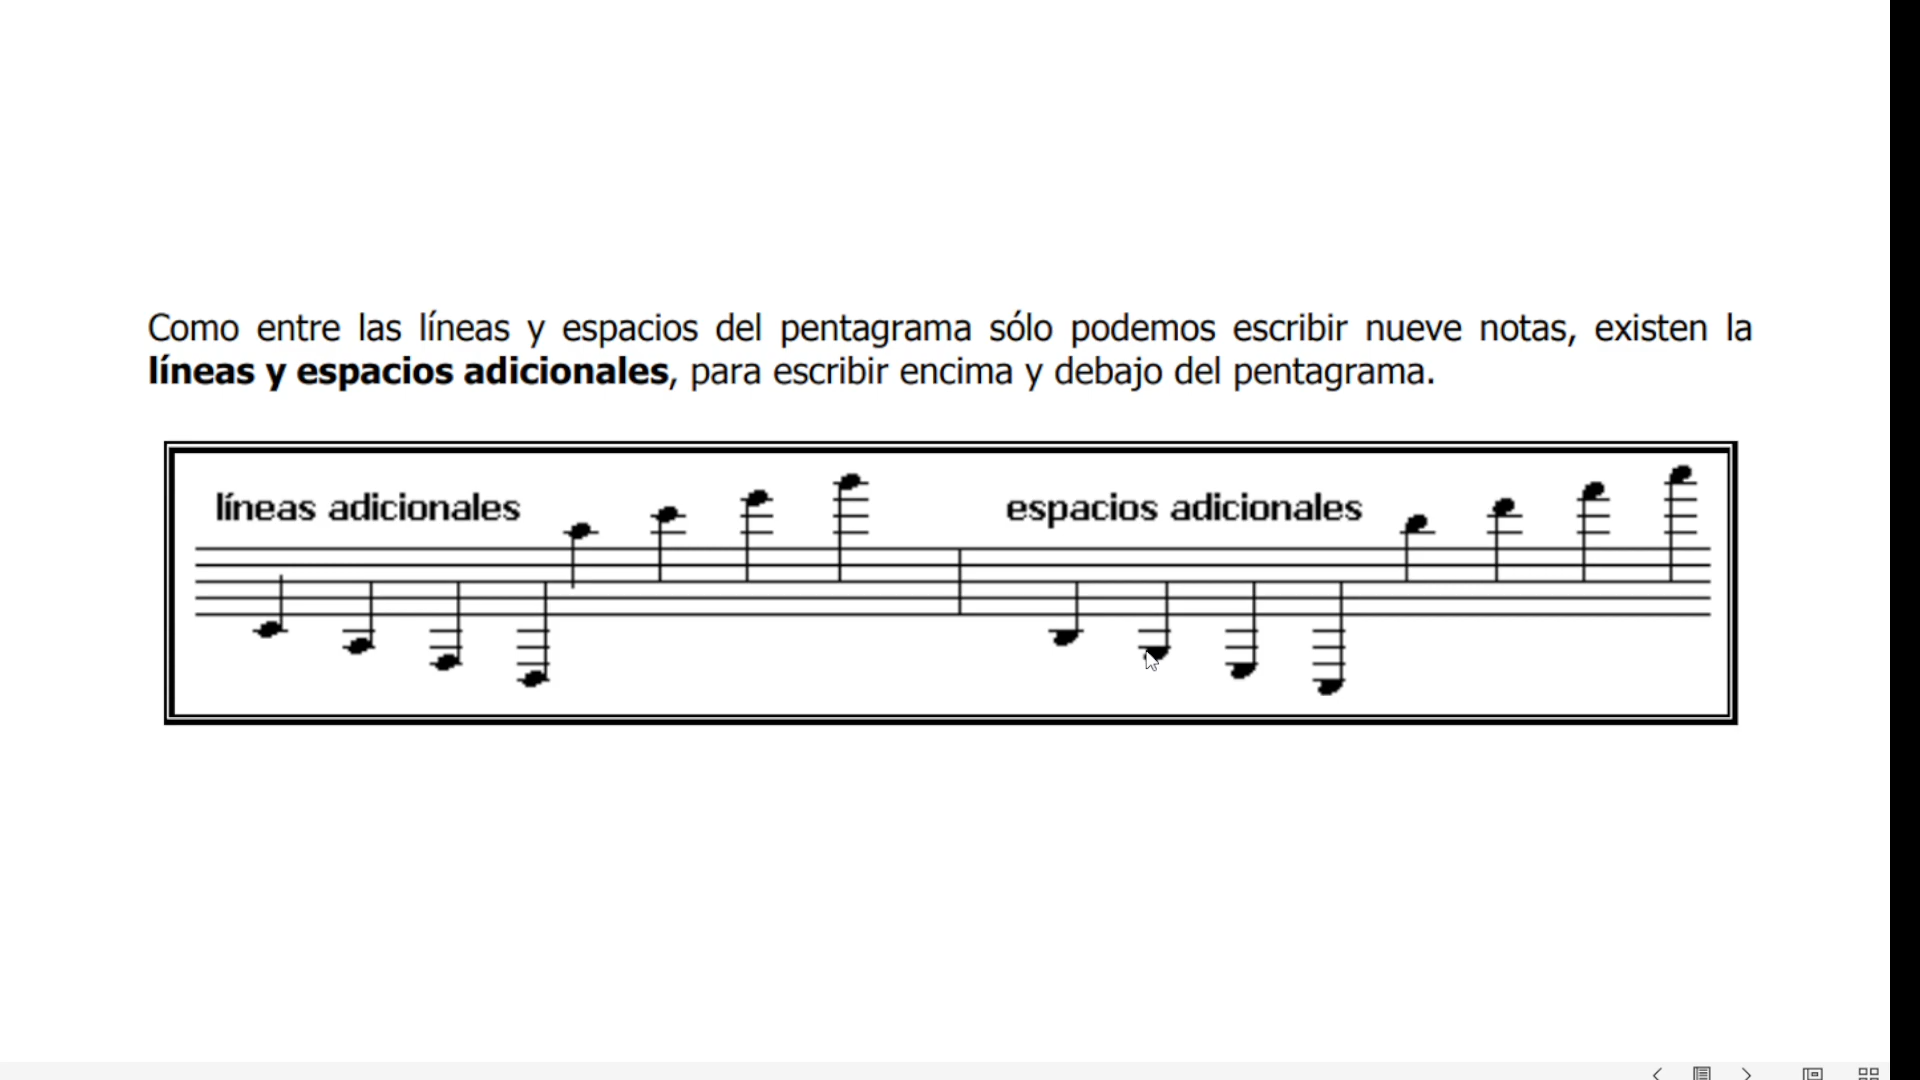 Como entre las líneas y espacios del pentagrama sólo podemos escribir nueve notas, existen la
líneas y espacios adicionales, para escribir encima y debajo del pentagrama.
líneas adicionales
espacios adicionales